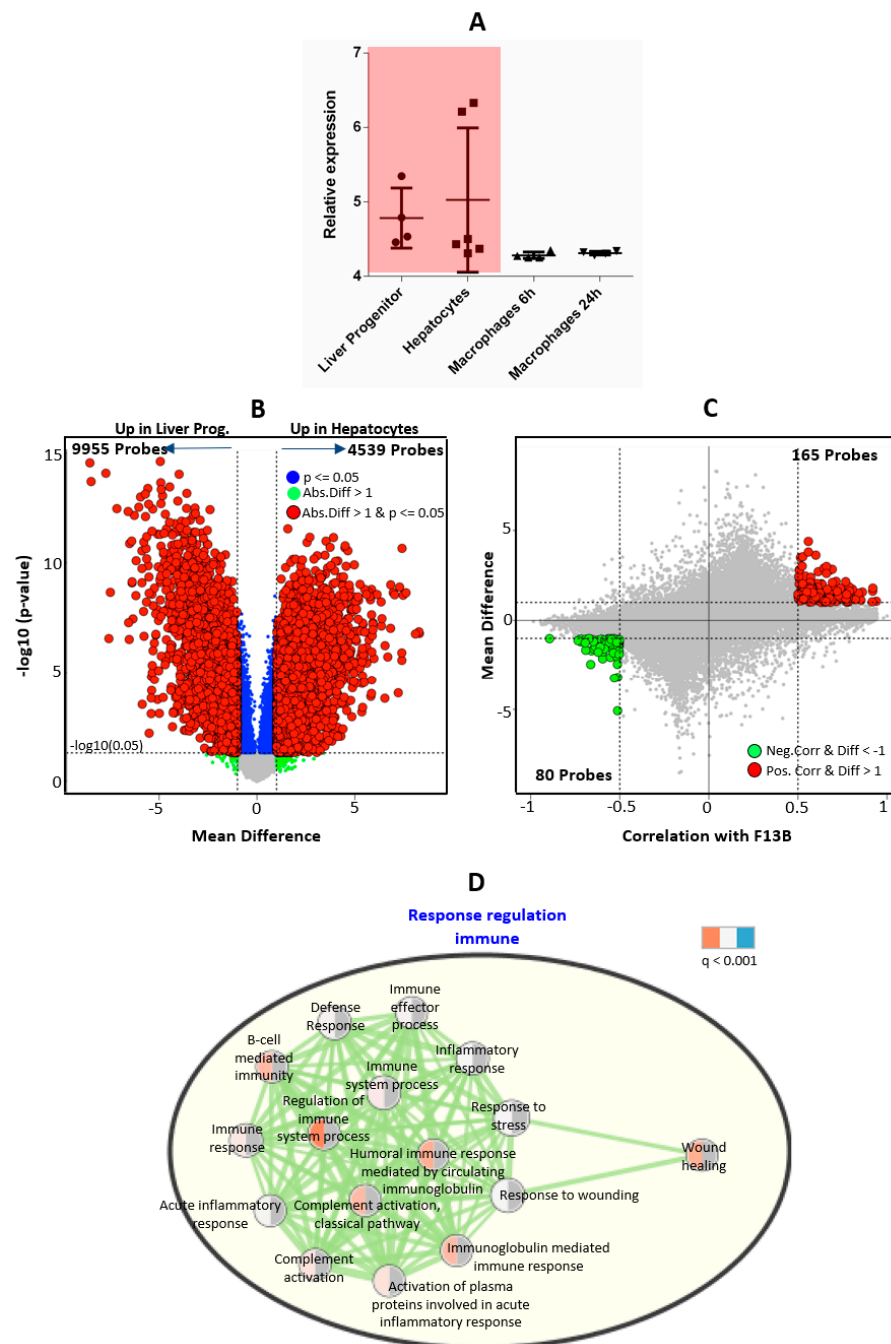 A
7
6
5
4
Relative expression
Liver Progenitor
Hepatocytes
Macrophages 6h
Macrophages 24h
B
Up in Liver Prog.
Up in Hepatocytes
9955 Probes
4539 Probes
p <= 0.05
Abs.Diff > 1
Abs.Diff > 1 & p <= 0.05
15
10
5
0
-log10 (p-value)
-log10(0.05)
-5
0
5
Mean Difference
C
165 Probes
5
0
-5
Mean Difference
Neg.Corr & Diff < -1
Pos. Corr & Diff > 1
80 Probes
-1
-0.5
0
0.5
1
Correlation with F13B
D
Response regulation
immune
q < 0.001
Immune
effector
process
Defense
Response
B-cell
mediated
immunity
Inflammatory
response
Immune
system process
Regulation of
immune
system process
Response to
stress
Immune
response
Humoral immune response
mediated by circulating
immunoglobulin
Wound
healing
Response to wounding
Acute inflammatory
response
Complement activation,
classical pathway
Immunoglobulin mediated
immune response
Complement
activation
Activation of plasma
proteins involved in acute
inflammatory response